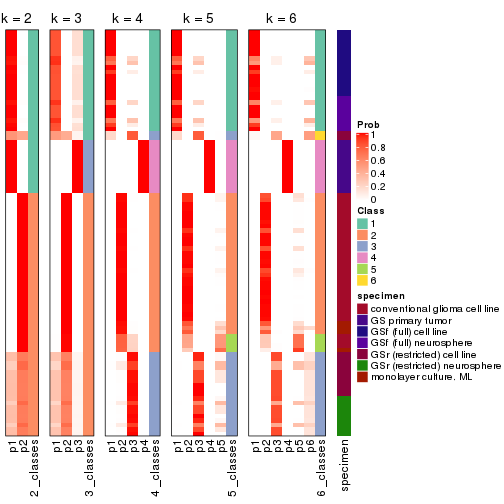 k = 2
k = 3
k = 4
k = 5
k = 6
p1
p2
2_classes
p1
p2
p3
3_classes
p1
p2
p3
p4
4_classes
p1
p2
p3
p4
p5
5_classes
p1
p2
p3
p4
p5
p6
6_classes
specimen
Prob
1
0.8
0.6
0.4
0.2
0
Class
1
2
3
4
5
6
specimen
conventional glioma cell line
GS primary tumor
GSf (full) cell line
GSf (full) neurosphere
GSr (restricted) cell line
GSr (restricted) neurosphere
monolayer culture. ML